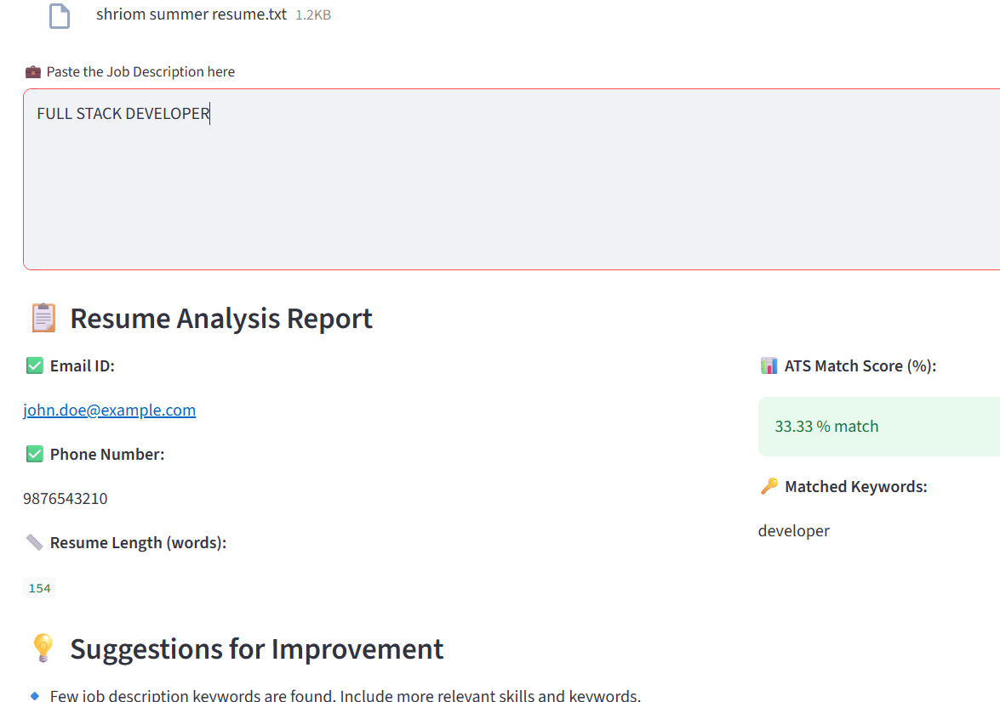 shriom summer resume.txt 1.2KB
Paste the Job Description here
FULL STACK DEVELOPER
Resume Analysis Report
Email ID:
john.doe@example.com
Phone Number:
9876543210
Resume Length (words):
154
ATS Match Score (%):
33.33 % match
Matched Keywords:
developer
Suggestions for Improvement
Few job description keywords are found. Include more relevant skills and keywords.